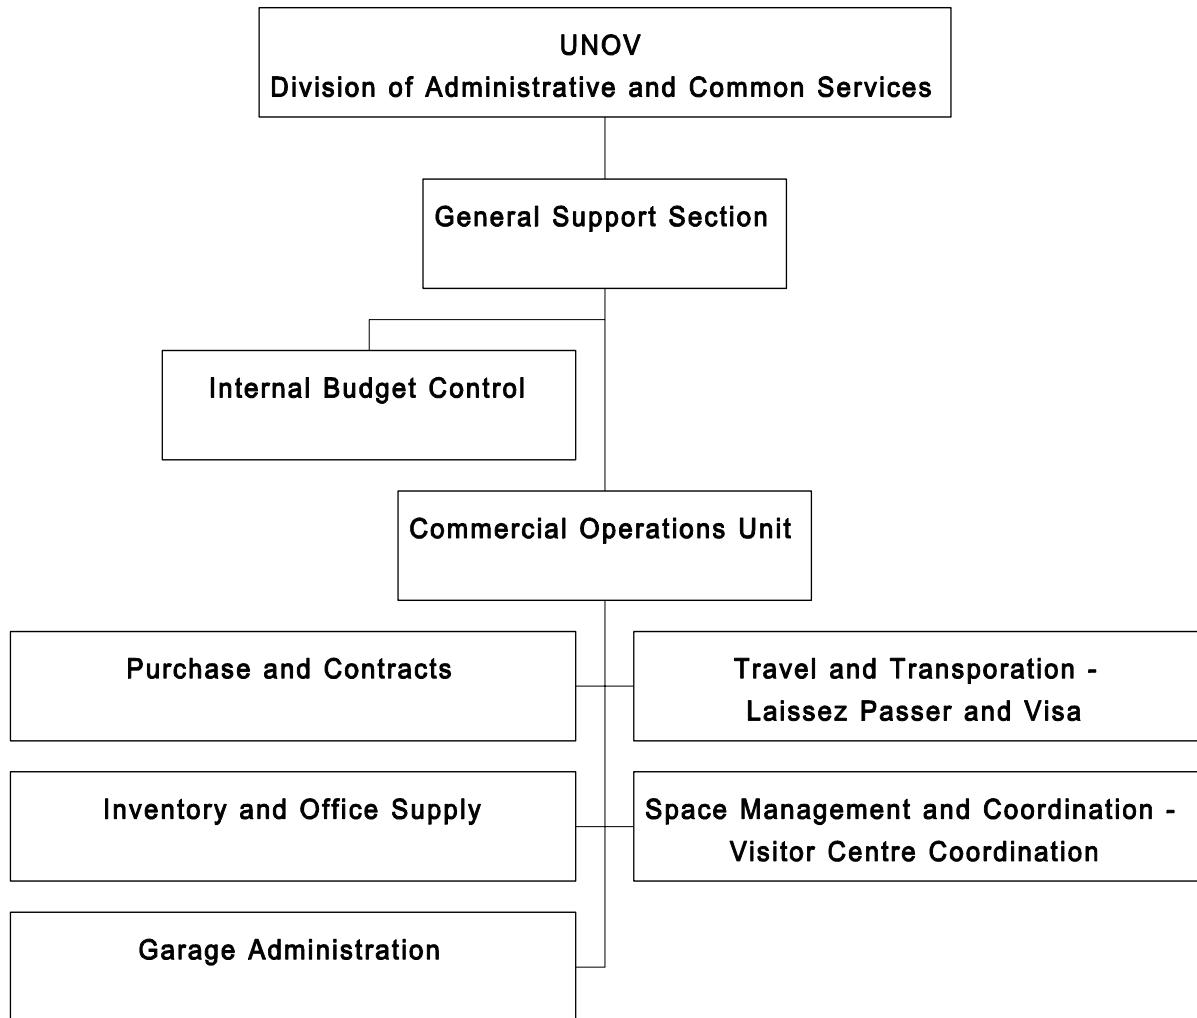 UNOV
Division of Administrative and Common Services
General Support Section
Internal Budget Control
Commercial Operations Unit
Purchase and Contracts
Travel and Transporation -
Laissez Passer and Visa
Inventory and Office Supply
Space Management and Coordination -
Visitor Centre Coordination
Garage Administration